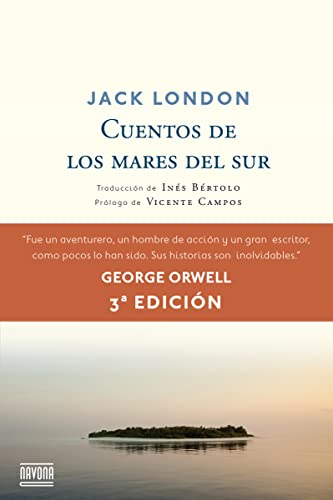 JACK LONDON
CUENTOS DE
LOS MARES DEL SUR
Traducción de INÉS BÉRTOLO
Prólogo de VICENTE CAMPOS
“Fue un aventurero, un hombre de acción y un gran escritor,
como pocos lo han sido. Sus historias son inolvidables.”
GEORGE ORWELL
3ª EDICIÓN
NAVONA